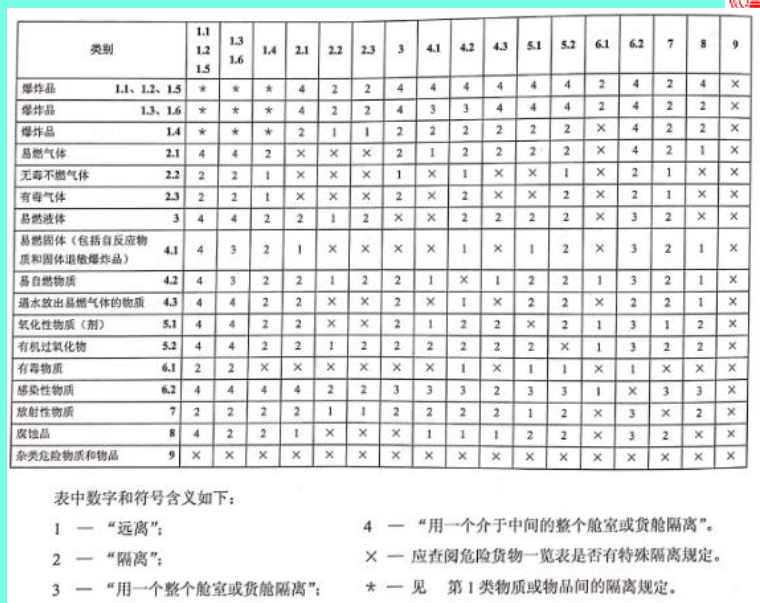 类别 1.1 1.2 1.5 1.3 1.6 1.4 2.1 2.2 2.3 3 4.1 4.2 4.3 5.1 5.2 6.1 6.2 7 8 9
爆炸品 1.1、1.2、1.5 * * * 4 2 2 4 4 4 4 4 4 2 4 2 4 ×
爆炸品 1.3、1.6 * * * 4 2 2 4 3 3 4 4 4 2 4 2 2 ×
爆炸品 1.4 * * * 2 1 1 2 2 2 2 2 2 × 4 2 2 ×
易燃气体 2.1 4 4 2 × × × 2 1 2 2 2 2 × 4 2 1 ×
无毒不燃气体 2.2 2 2 1 × × × 1 × 1 × × 1 × 2 1 × ×
有毒气体 2.3 2 2 1 × × × 2 × 2 × × 2 × 2 1 × ×
易燃液体 3 4 4 2 2 1 2 × × 2 2 2 2 × 3 2 × ×
易燃固体（包括自反应物
质和固体退敏爆炸品） 4.1 4 3 2 1 × × × × 1 × 1 2 × 3 2 1 ×
易自燃物质 4.2 4 3 2 2 1 2 2 1 × 1 2 2 1 3 2 1 ×
遇水放出易燃气体的物质 4.3 4 4 2 2 × × 2 × 1 × 2 2 × 2 2 1 ×
氧化性物质（剂） 5.1 4 4 2 2 × × 2 1 2 2 × 2 1 3 1 2 ×
有机过氧化物 5.2 4 4 2 2 1 2 2 2 2 2 2 × 1 3 2 2 ×
有毒物质 6.1 2 2 × × × × × × 1 × 1 1 × 1 × × ×
感染性物质 6.2 4 4 4 4 2 2 3 3 3 2 3 3 1 × 3 3 ×
放射性物质 7 2 2 2 2 1 1 2 2 2 2 1 2 × 3 × 2 ×
腐蚀品 8 4 2 2 1 × × × 1 1 1 2 2 × 3 2 × ×
杂类危险物质和物品 9 × × × × × × × × × × × × × × × × ×
表中数字和符号含义如下：
1 — “远离”；
2 — “隔离”；
3 — “用一个整个舱室或货舱隔离”；
4 — “用一个介于中间的整个舱室或货舱隔离”。
× — 应查阅危险货物一览表是否有特殊隔离规定。
* — 见 第1类物质或物品间的隔离规定。